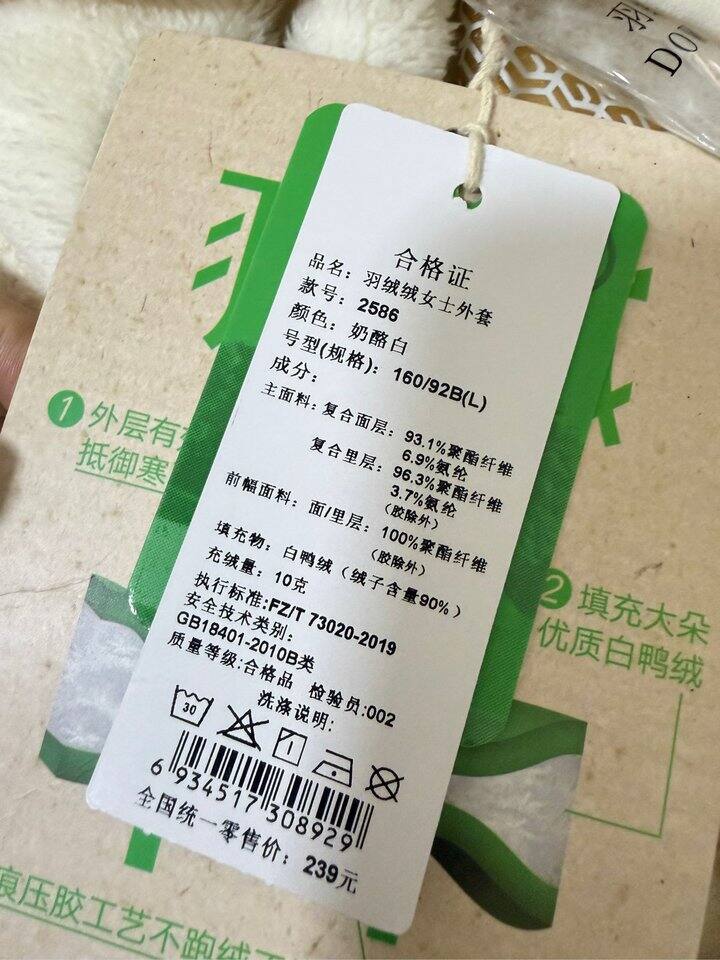 DO
合格证
品名：羽绒绒女士外套
款号：2586
颜色：奶酪白
号型(规格)：160/92B(L)
成分：
主面料：复合面层：93.1%聚酯纤维
6.9%氨纶
复合里层：96.3%聚酯纤维
3.7%氨纶
（胶除外）
前幅面料：面/里层：100%聚酯纤维
（胶除外）
填充物：白鸭绒（绒子含量90%）
充绒量：10克
执行标准:FZ/T 73020-2019
安全技术类别：
GB18401-2010B类
质量等级:合格品 检验员:002
洗涤说明:
30
6 934517 308929
全国统一零售价：239元
1 外层有
抵御寒
2 填充大朵
优质白鸭绒
痕压胶工艺不跑绒